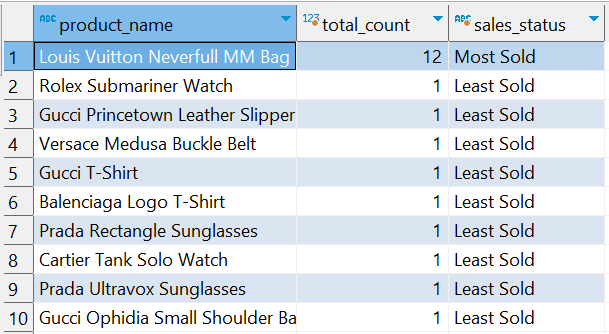 ABC product_name 123 total_count ABC sales_status
1 Louis Vuitton Neverfull MM Bag 12 Most Sold
2 Rolex Submariner Watch 1 Least Sold
3 Gucci Princetown Leather Slipper 1 Least Sold
4 Versace Medusa Buckle Belt 1 Least Sold
5 Gucci T-Shirt 1 Least Sold
6 Balenciaga Logo T-Shirt 1 Least Sold
7 Prada Rectangle Sunglasses 1 Least Sold
8 Cartier Tank Solo Watch 1 Least Sold
9 Prada Ultravox Sunglasses 1 Least Sold
10 Gucci Ophidia Small Shoulder Ba 1 Least Sold